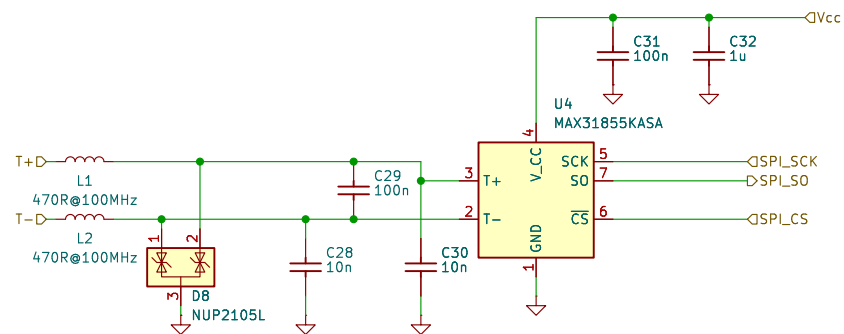 Vcc
C31
100n
C32
1u
U4
MAX31855KASA
4
V_CC
T+
L1
470R@100MHz
C29
100n
3
T+
SCK
5
SPI_SCK
SO
7
SPI_SO
T-
L2
470R@100MHz
2
T-
CS
6
SPI_CS
1
2
GND
1
C28
10n
C30
10n
3
D8
NUP2105L